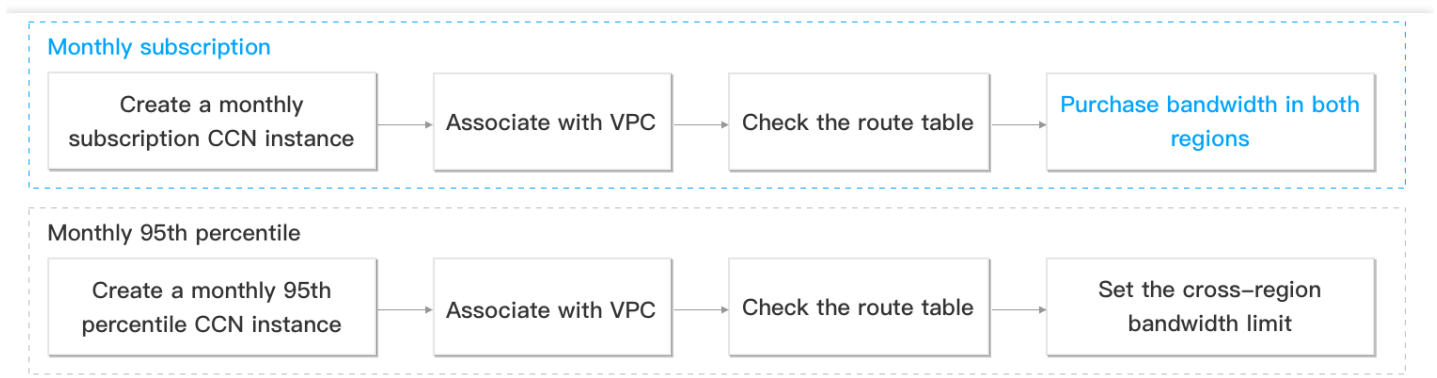 Monthly subscription
Create a monthly
subscription CCN instance
Associate with VPC
Check the route table
Purchase bandwidth in both
regions
Monthly 95th percentile
Create a monthly 95th
percentile CCN instance
Associate with VPC
Check the route table
Set the cross-region
bandwidth limit